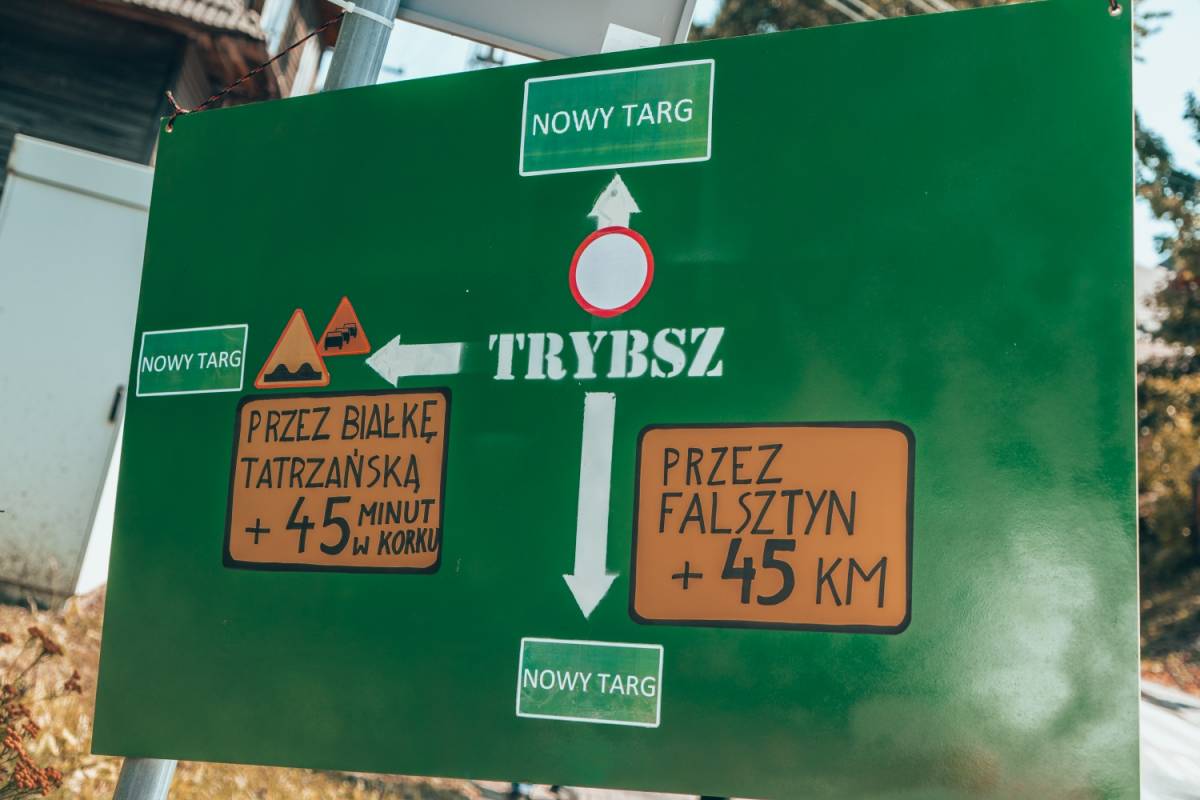 NOWY TARG
TRYBSZ
NOWY TARG
PRZEZ BIAŁKĘ
TATRZAŃSKĄ
+ 45 MINUT
W KORKU
PRZEZ
FALSZTYN
+ 45 KM
NOWY TARG